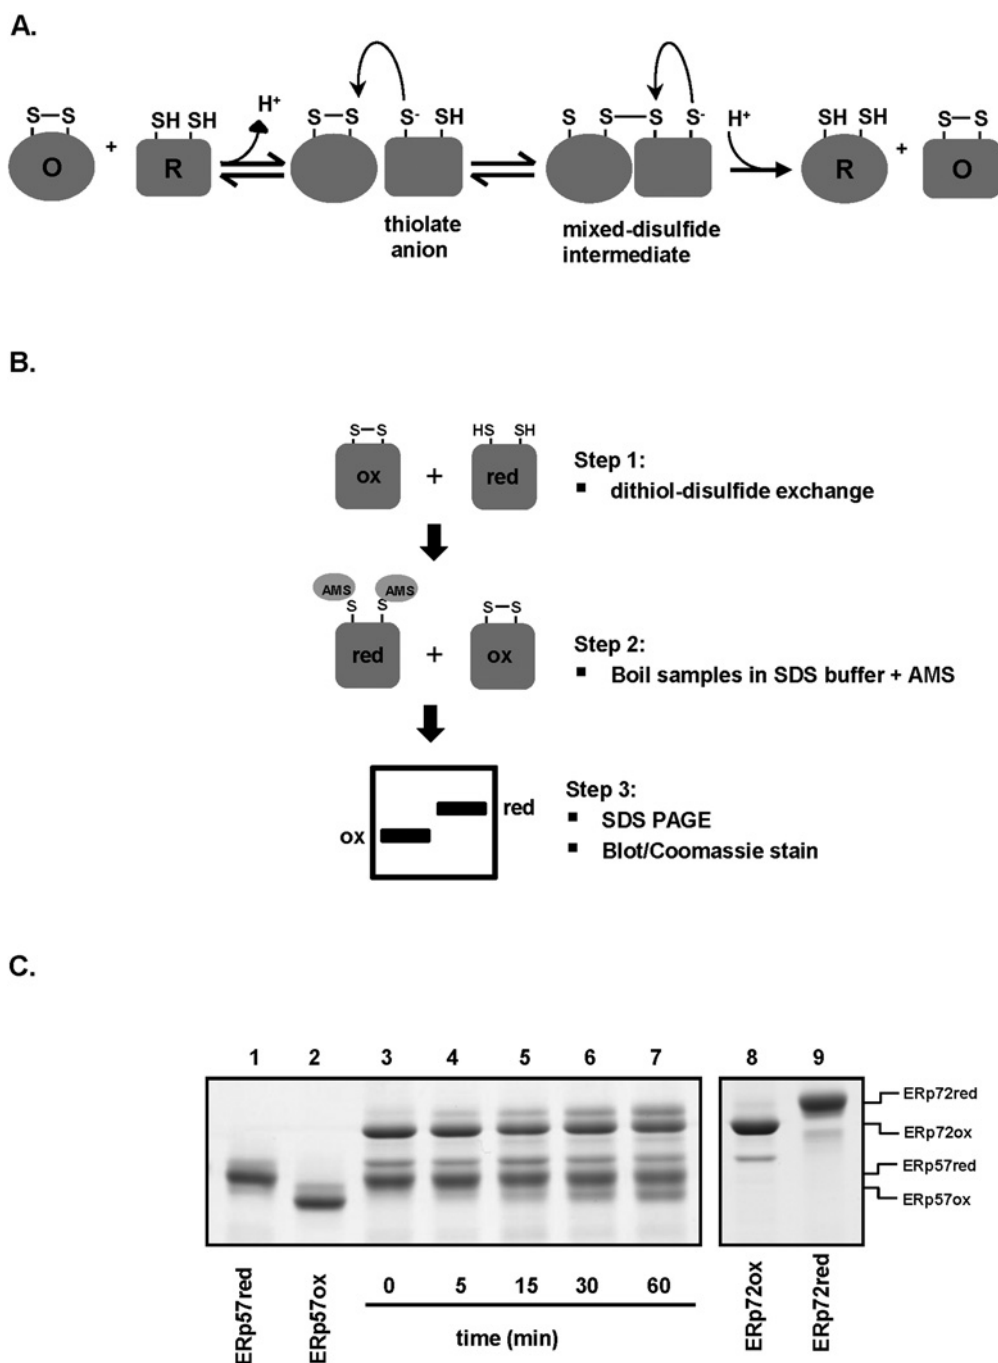 A.
S—S
O
+
SH SH
R
H+
S—S
S- SH
thiolate
anion
S S—S S-
mixed-disulfide
intermediate
H+
SH SH
R
+
S—S
O
B.
S—S
ox
+
HS SH
red
Step 1:
▪ dithiol-disulfide exchange
AMS AMS
S S
red
+
S—S
ox
Step 2:
▪ Boil samples in SDS buffer + AMS
ox
red
Step 3:
▪ SDS PAGE
▪ Blot/Coomassie stain
C.
1 2 3 4 5 6 7 8 9
ERp72red
ERp72ox
ERp57red
ERp57ox
ERp57red
ERp57ox
0 5 15 30 60
time (min)
ERp72ox
ERp72red